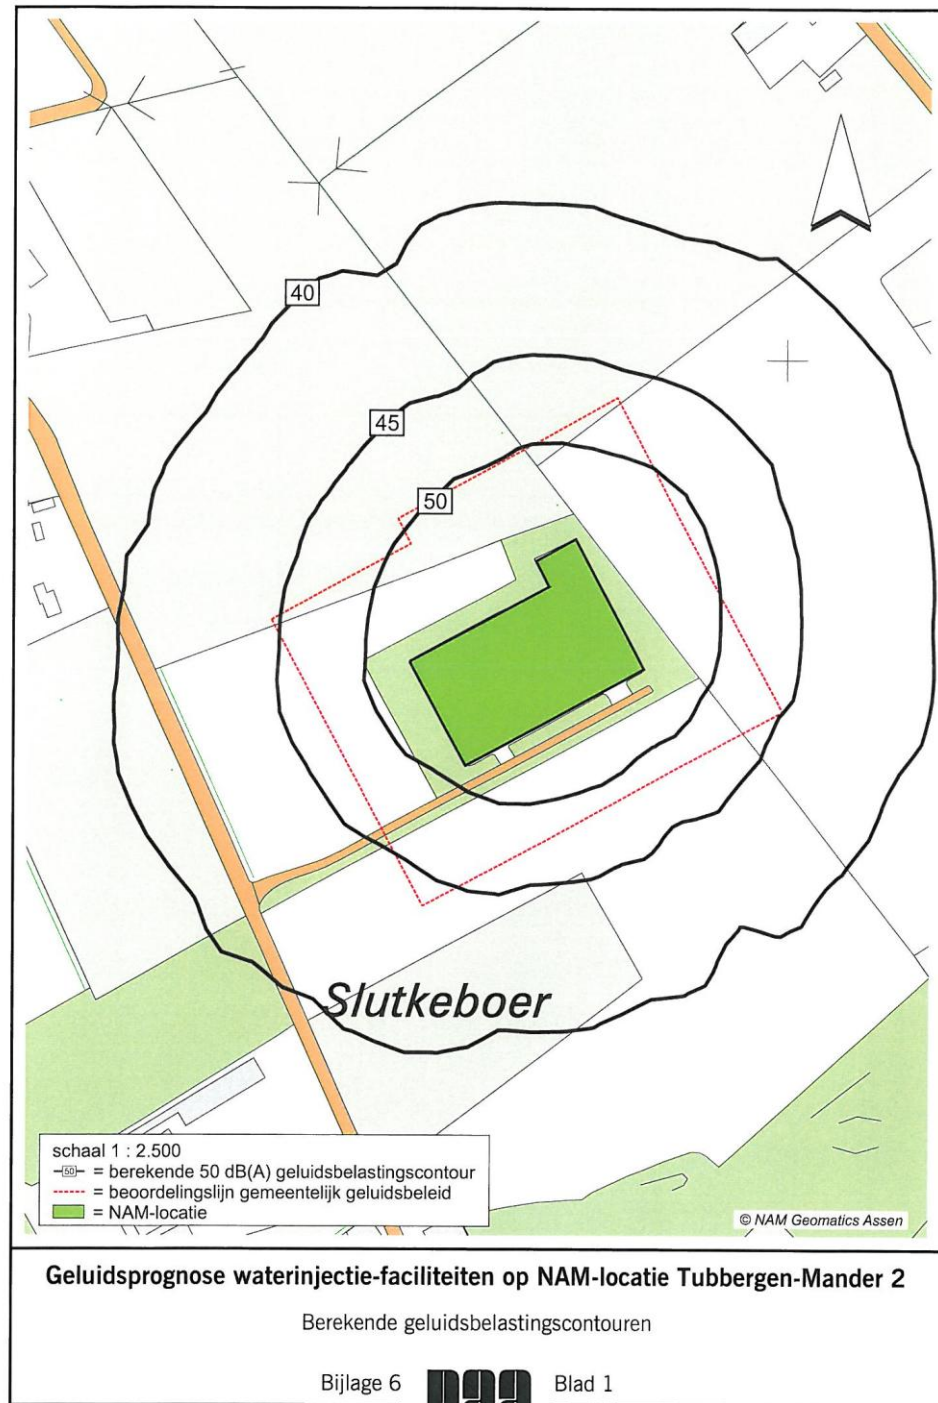 40
45
50
Slutkeboer
schaal 1 : 2.500
50 = berekende 50 dB(A) geluidsbelastingscontour
= beoordelingslijn gemeentelijk geluidsbeleid
= NAM-locatie
© NAM Geomatics Assen
Geluidsprognose waterinjectie-faciliteiten op NAM-locatie Tubbergen-Mander 2
Berekende geluidsbelastingscontouren
Bijlage 6 Blad 1